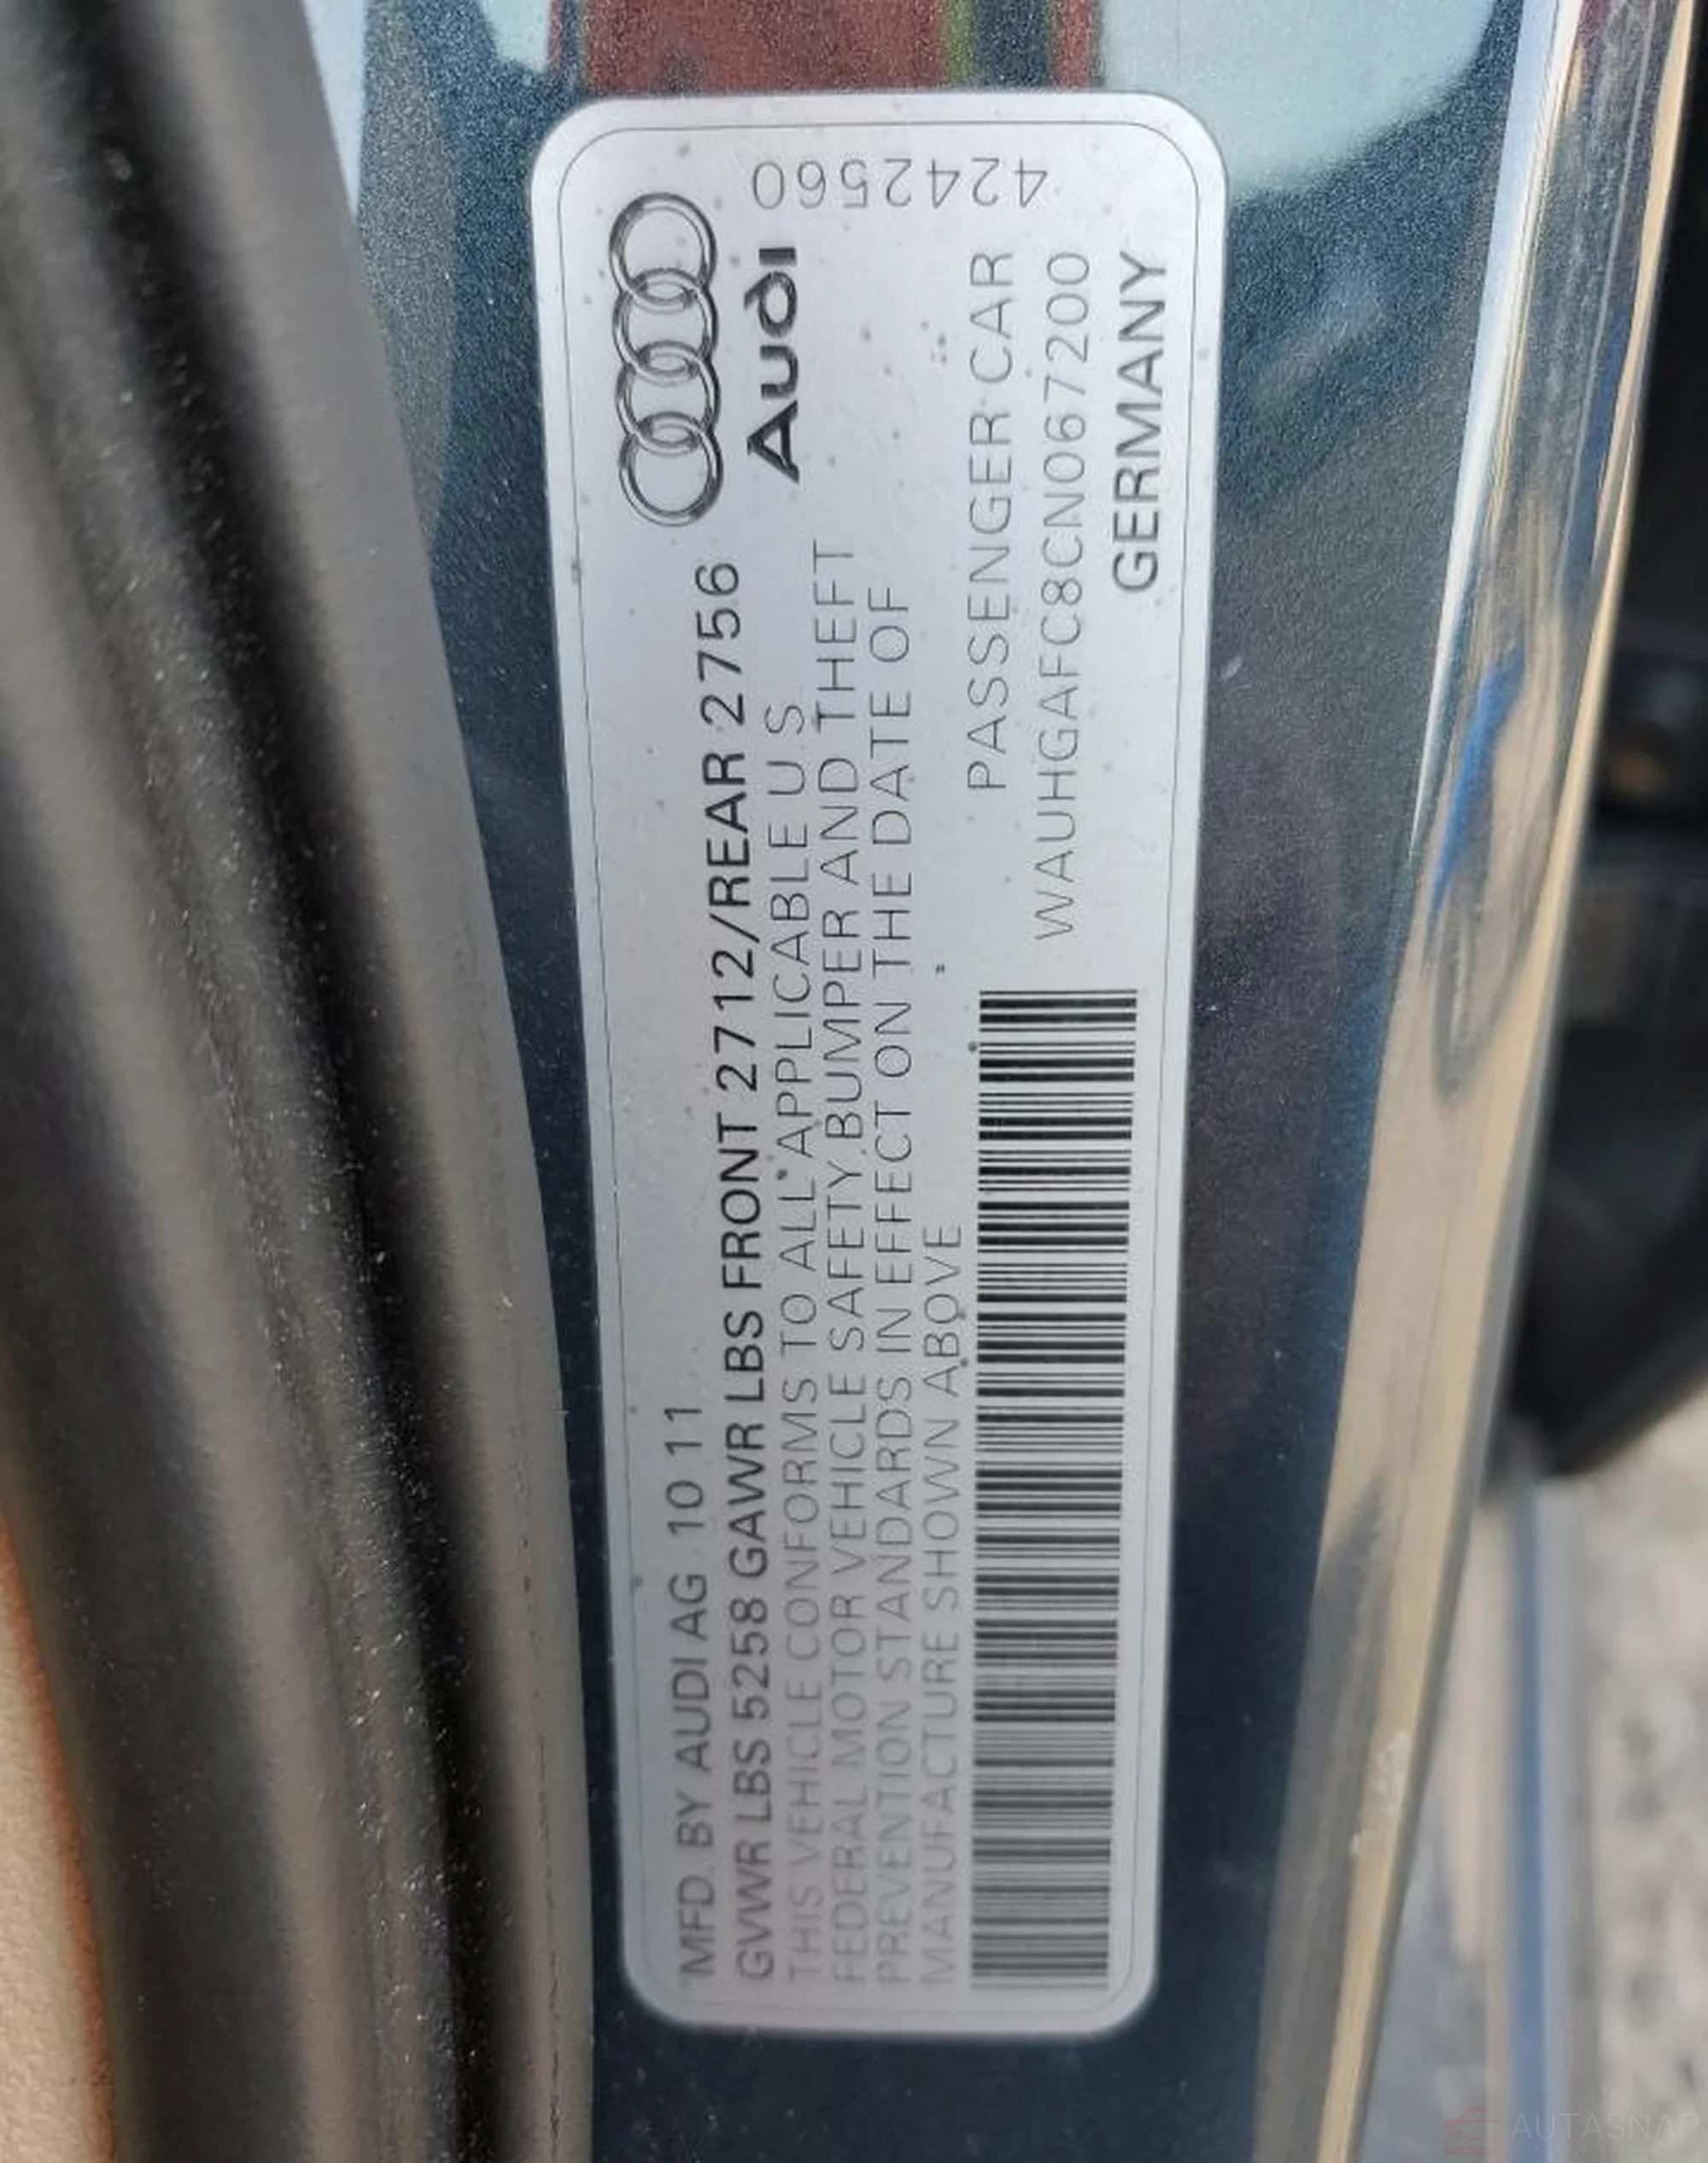 MFD. BY AUDI AG 10 11
GVWR LBS 5258 GAWR LBS FRONT 2712/REAR 2756
THIS VEHICLE CONFORMS TO ALL APPLICABLE U S
FEDERAL MOTOR VEHICLE SAFETY, BUMPER AND THEFT
PREVENTION STANDARDS IN EFFECT ON THE DATE OF
MANUFACTURE SHOWN ABOVE
Audi
PASSENGER CAR
WAUHGAFC8CN067200
GERMANY
4242560
AUTASNAP